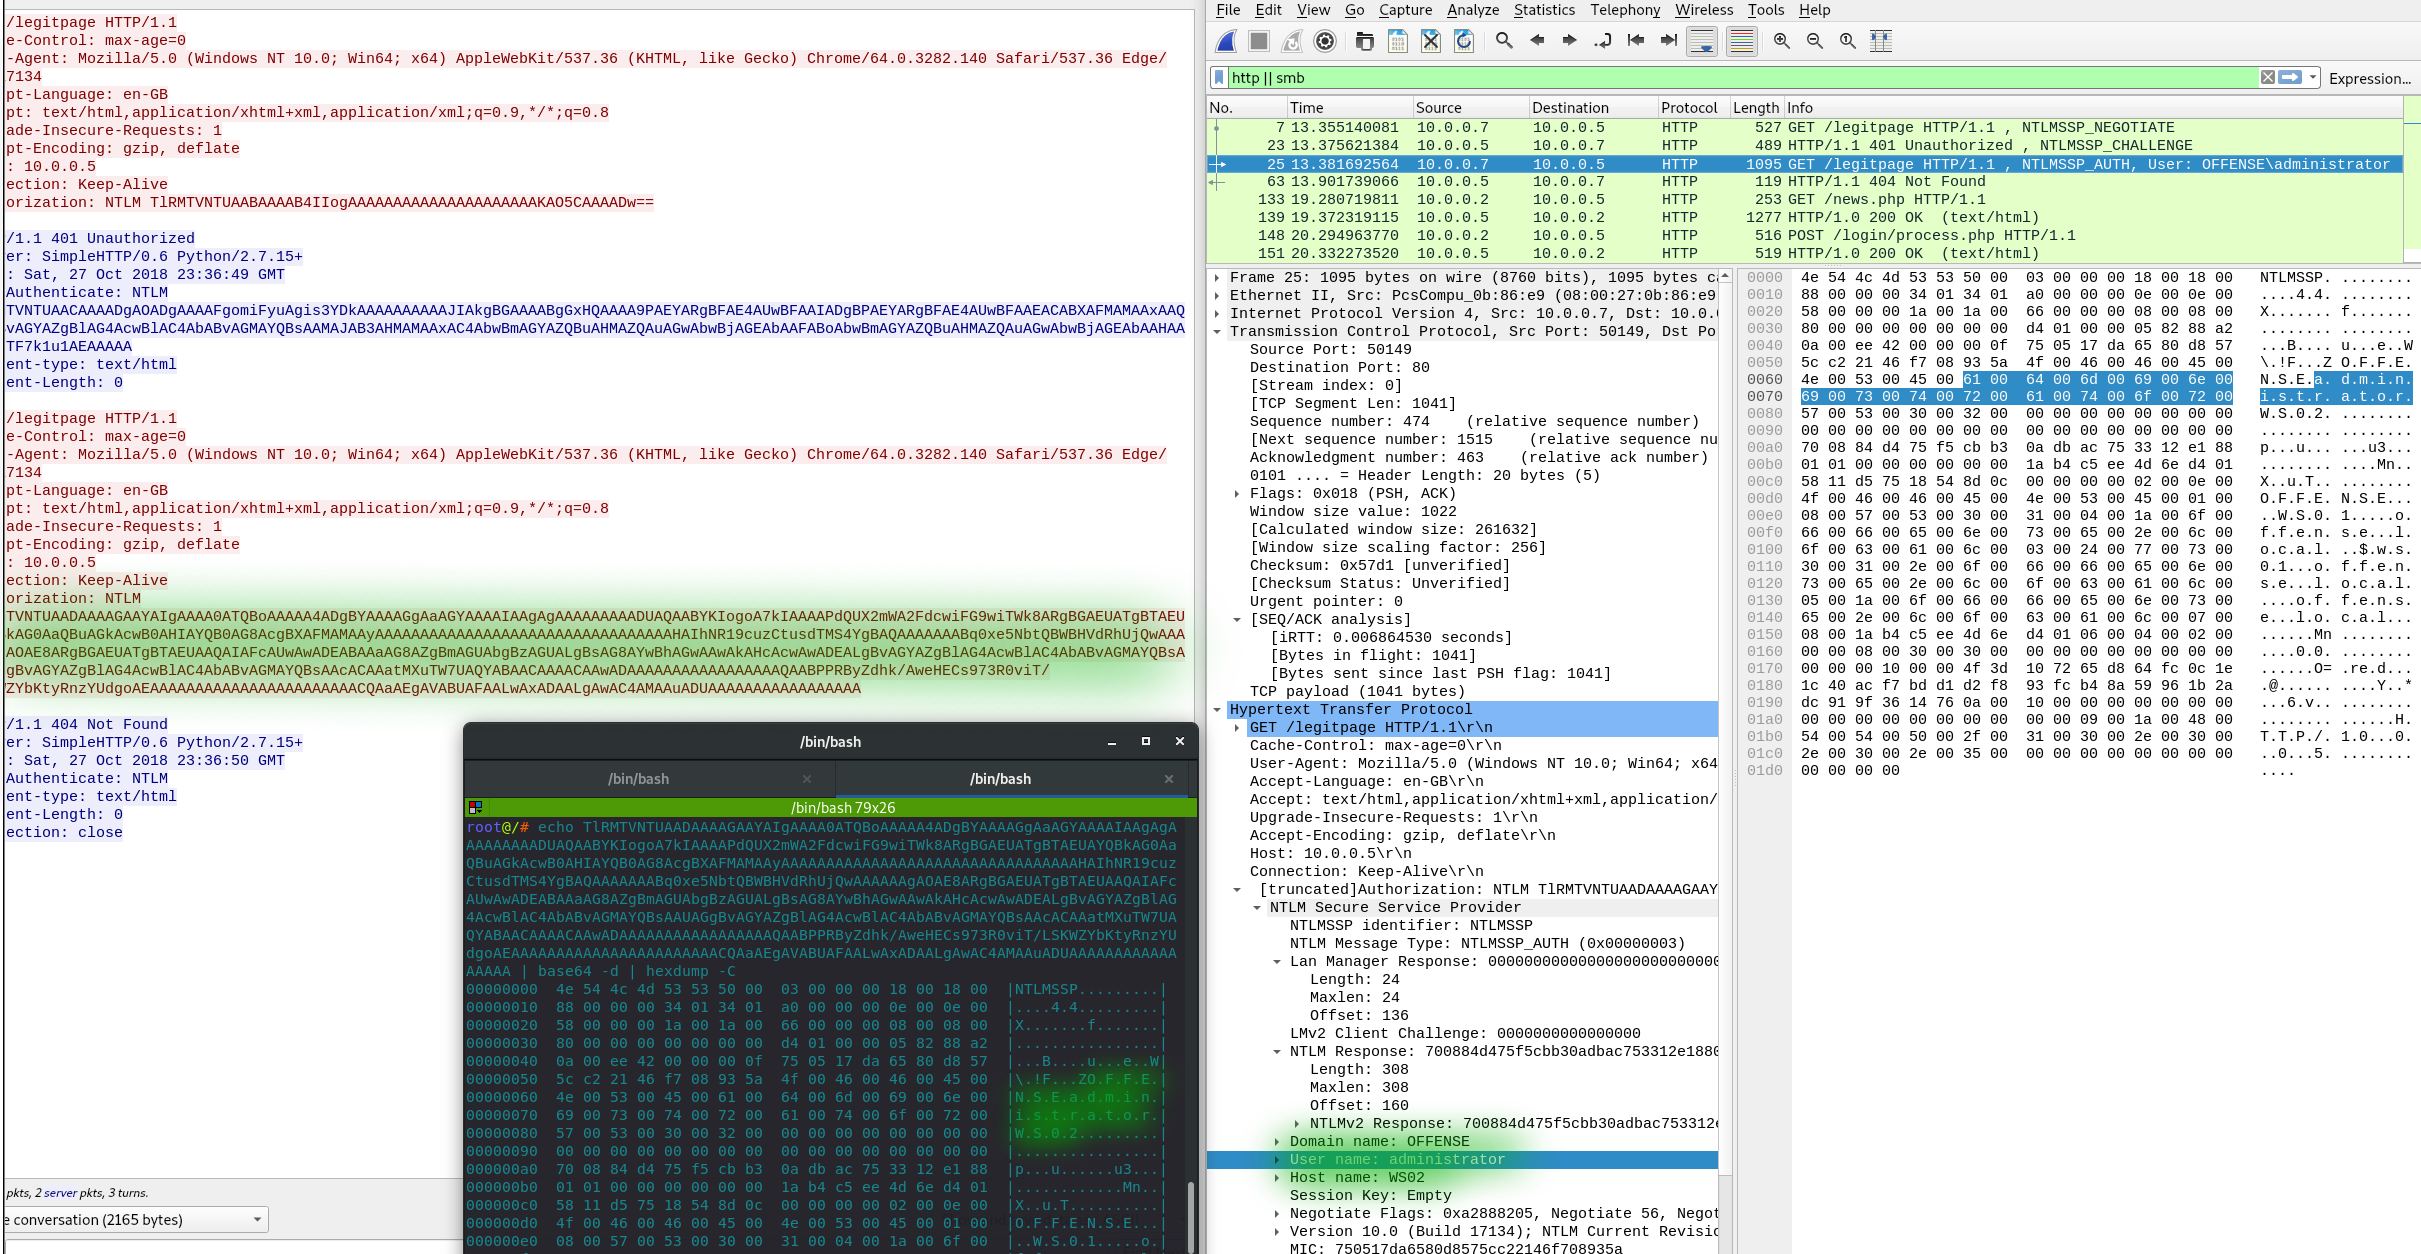 /legitpage HTTP/1.1
e-Control: max-age=0
-Agent: Mozilla/5.0 (Windows NT 10.0; Win64; x64) AppleWebKit/537.36 (KHTML, like Gecko) Chrome/64.0.3282.140 Safari/537.36 Edge/
7134
pt-Language: en-GB
pt: text/html,application/xhtml+xml,application/xml;q=0.9,*/*;q=0.8
ade-Insecure-Requests: 1
pt-Encoding: gzip, deflate
: 10.0.0.5
ection: Keep-Alive
orization: NTLM
/1.1 401 Unauthorized
er: SimpleHTTP/0.6 Python/2.7.15+
: Sat, 27 Oct 2018 23:36:49 GMT
Authenticate: NTLM
TF7k1u1AEAAAAA
ent-type: text/html
ent-Length: 0
/legitpage HTTP/1.1
e-Control: max-age=0
-Agent: Mozilla/5.0 (Windows NT 10.0; Win64; x64) AppleWebKit/537.36 (KHTML, like Gecko) Chrome/64.0.3282.140 Safari/537.36 Edge/
7134
pt-Language: en-GB
pt: text/html,application/xhtml+xml,application/xml;q=0.9,*/*;q=0.8
ade-Insecure-Requests: 1
pt-Encoding: gzip, deflate
: 10.0.0.5
ection: Keep-Alive
orization: NTLM
/1.1 404 Not Found
er: SimpleHTTP/0.6 Python/2.7.15+
: Sat, 27 Oct 2018 23:36:50 GMT
Authenticate: NTLM
ent-type: text/html
ent-Length: 0
ection: close
pkts, 2 server pkts, 3 turns.
e conversation (2165 bytes)
/bin/bash
/bin/bash /bin/bash
/bin/bash 79x26
root@/# echo
| base64 -d | hexdump -C
00000000 4e 54 4c 4d 53 53 50 00 03 00 00 00 18 00 18 00 |NTLMSSP.........|
00000010 88 00 00 00 34 01 34 01 a0 00 00 00 0e 00 0e 00 |....4.4.........|
00000020 58 00 00 00 1a 00 1a 00 66 00 00 00 08 00 08 00 |X.......f.......|
00000030 80 00 00 00 00 00 00 00 d4 01 00 00 05 82 88 a2 |................|
00000040 0a 00 ee 42 00 00 00 0f 75 05 17 da 65 80 d8 57 |...B....u...e..W|
00000050 5c c2 21 46 f7 08 93 5a 4f 00 46 00 46 00 45 00 |\.!F...ZO.F.F.E.|
00000060 4e 00 53 00 45 00 61 00 64 00 6d 00 69 00 6e 00 |N.S.E.a.d.m.i.n.|
00000070 69 00 73 00 74 00 72 00 61 00 74 00 6f 00 72 00 |i.s.t.r.a.t.o.r.|
00000080 57 00 53 00 30 00 32 00 00 00 00 00 00 00 00 00 |W.S.0.2.........|
00000090 00 00 00 00 00 00 00 00 00 00 00 00 00 00 00 00 |................|
000000a0 70 08 84 d4 75 f5 cb b3 0a db ac 75 33 12 e1 88 |p...u......u3...|
000000b0 01 01 00 00 00 00 00 00 1a b4 c5 ee 4d 6e d4 01 |............Mn..|
000000c0 58 11 d5 75 18 54 8d 0c 00 00 00 00 02 00 0e 00 |X..u.T..........|
000000d0 4f 00 46 00 46 00 45 00 4e 00 53 00 45 00 01 00 |O.F.F.E.N.S.E...|
000000e0 08 00 57 00 53 00 30 00 31 00 04 00 1a 00 6f 00 |..W.S.0.1.....o.|
File Edit View Go Capture Analyze Statistics Telephony Wireless Tools Help
http || smb
Expression...
No. Time Source Destination Protocol Length Info
7 13.355140081 10.0.0.7 10.0.0.5 HTTP 527 GET /legitpage HTTP/1.1 , NTLMSSP_NEGOTIATE
23 13.375621384 10.0.0.5 10.0.0.7 HTTP 489 HTTP/1.1 401 Unauthorized , NTLMSSP_CHALLENGE
25 13.381692564 10.0.0.7 10.0.0.5 HTTP 1095 GET /legitpage HTTP/1.1 , NTLMSSP_AUTH, User: OFFENSE\administrator
63 13.901739066 10.0.0.5 10.0.0.7 HTTP 119 HTTP/1.1 404 Not Found
133 19.280719811 10.0.0.2 10.0.0.5 HTTP 253 GET /news.php HTTP/1.1
139 19.372319115 10.0.0.5 10.0.0.2 HTTP 1277 HTTP/1.0 200 OK (text/html)
148 20.294963770 10.0.0.2 10.0.0.5 HTTP 516 POST /login/process.php HTTP/1.1
151 20.332273520 10.0.0.5 10.0.0.2 HTTP 519 HTTP/1.0 200 OK (text/html)
Frame 25: 1095 bytes on wire (8760 bits), 1095 bytes ca
Ethernet II, Src: PcsCompu_0b:86:e9 (08:00:27:0b:86:e9
Internet Protocol Version 4, Src: 10.0.0.7, Dst: 10.0.
Transmission Control Protocol, Src Port: 50149, Dst Po
Source Port: 50149
Destination Port: 80
[Stream index: 0]
[TCP Segment Len: 1041]
Sequence number: 474 (relative sequence number)
[Next sequence number: 1515 (relative sequence nu
Acknowledgment number: 463 (relative ack number)
0101 .... = Header Length: 20 bytes (5)
Flags: 0x018 (PSH, ACK)
Window size value: 1022
[Calculated window size: 261632]
[Window size scaling factor: 256]
Checksum: 0x57d1 [unverified]
[Checksum Status: Unverified]
Urgent pointer: 0
[SEQ/ACK analysis]
[iRTT: 0.006864530 seconds]
[Bytes in flight: 1041]
[Bytes sent since last PSH flag: 1041]
TCP payload (1041 bytes)
Hypertext Transfer Protocol
GET /legitpage HTTP/1.1\r\n
Cache-Control: max-age=0\r\n
User-Agent: Mozilla/5.0 (Windows NT 10.0; Win64; x64
Accept-Language: en-GB\r\n
Accept: text/html,application/xhtml+xml,application/
Upgrade-Insecure-Requests: 1\r\n
Accept-Encoding: gzip, deflate\r\n
Host: 10.0.0.5\r\n
Connection: Keep-Alive\r\n
[truncated]Authorization: NTLM TlRMTVNTUAADAAAAGAAY
NTLM Secure Service Provider
NTLMSSP identifier: NTLMSSP
NTLM Message Type: NTLMSSP_AUTH (0x00000003)
Lan Manager Response: 00000000000000000000000000
Length: 24
Maxlen: 24
Offset: 136
LMv2 Client Challenge: 0000000000000000
NTLM Response: 700884d475f5cbb30adbac753312e1880
Length: 308
Maxlen: 308
Offset: 160
NTLMv2 Response: 700884d475f5cbb30adbac753312e
Domain name: OFFENSE
User name: administrator
Host name: WS02
Session Key: Empty
Negotiate Flags: 0xa2888205, Negotiate 56, Negot
Version 10.0 (Build 17134); NTLM Current Revisio
MIC: 750517da6580d8575cc22146f708935a
0000 4e 54 4c 4d 53 53 50 00 03 00 00 00 18 00 18 00 NTLMSSP. ........
0010 88 00 00 00 34 01 34 01 a0 00 00 00 0e 00 0e 00 ....4.4. ........
0020 58 00 00 00 1a 00 1a 00 66 00 00 00 08 00 08 00 X....... f.......
0030 80 00 00 00 00 00 00 00 d4 01 00 00 05 82 88 a2 ........ ........
0040 0a 00 ee 42 00 00 00 0f 75 05 17 da 65 80 d8 57 ...B.... u...e..W
0050 5c c2 21 46 f7 08 93 5a 4f 00 46 00 46 00 45 00 \.!F...Z O.F.F.E.
0060 4e 00 53 00 45 00 61 00 64 00 6d 00 69 00 6e 00 N.S.E.a. d.m.i.n.
0070 69 00 73 00 74 00 72 00 61 00 74 00 6f 00 72 00 i.s.t.r. a.t.o.r.
0080 57 00 53 00 30 00 32 00 00 00 00 00 00 00 00 00 W.S.0.2. ........
0090 00 00 00 00 00 00 00 00 00 00 00 00 00 00 00 00 ........ ........
00a0 70 08 84 d4 75 f5 cb b3 0a db ac 75 33 12 e1 88 p...u... ...u3...
00b0 01 01 00 00 00 00 00 00 1a b4 c5 ee 4d 6e d4 01 ........ ....Mn..
00c0 58 11 d5 75 18 54 8d 0c 00 00 00 00 02 00 0e 00 X..u.T.. ........
00d0 4f 00 46 00 46 00 45 00 4e 00 53 00 45 00 01 00 O.F.F.E. N.S.E...
00e0 08 00 57 00 53 00 30 00 31 00 04 00 1a 00 6f 00 ..W.S.0. 1.....o.
00f0 66 00 66 00 65 00 6e 00 73 00 65 00 2e 00 6c 00 f.f.e.n. s.e...l.
0100 6f 00 63 00 61 00 6c 00 03 00 24 00 77 00 73 00 o.c.a.l. ..$.w.s.
0110 30 00 31 00 2e 00 6f 00 66 00 66 00 65 00 6e 00 0.1...o. f.f.e.n.
0120 73 00 65 00 2e 00 6c 00 6f 00 63 00 61 00 6c 00 s.e...l. o.c.a.l.
0130 05 00 1a 00 6f 00 66 00 66 00 65 00 6e 00 73 00 ....o.f. f.e.n.s.
0140 65 00 2e 00 6c 00 6f 00 63 00 61 00 6c 00 07 00 e...l.o. c.a.l...
0150 08 00 1a b4 c5 ee 4d 6e d4 01 06 00 04 00 02 00 ......Mn ........
0160 00 00 08 00 30 00 30 00 00 00 00 00 00 00 00 00 ....0.0. ........
0170 00 00 00 00 10 00 00 00 4f 3d 10 72 65 d8 64 fc 0c 1e
0180 1c 40 ac f7 bd d1 d2 f8 93 fc b4 8a 59 96 1b 2a .@...... ....Y..*
0190 dc 91 9f 36 14 76 0a 00 10 00 00 00 00 00 00 00 ...6.v.. ........
01a0 00 00 00 00 00 00 00 00 00 00 09 00 1a 00 48 00 ........ ......H.
01b0 54 00 54 00 50 00 2f 00 31 00 30 00 2e 00 30 00 T.T.P./. 1.0...0.
01c0 2e 00 30 00 2e 00 35 00 00 00 00 00 00 00 00 00 ..0...5. ........
01d0 00 00 00 00 ....